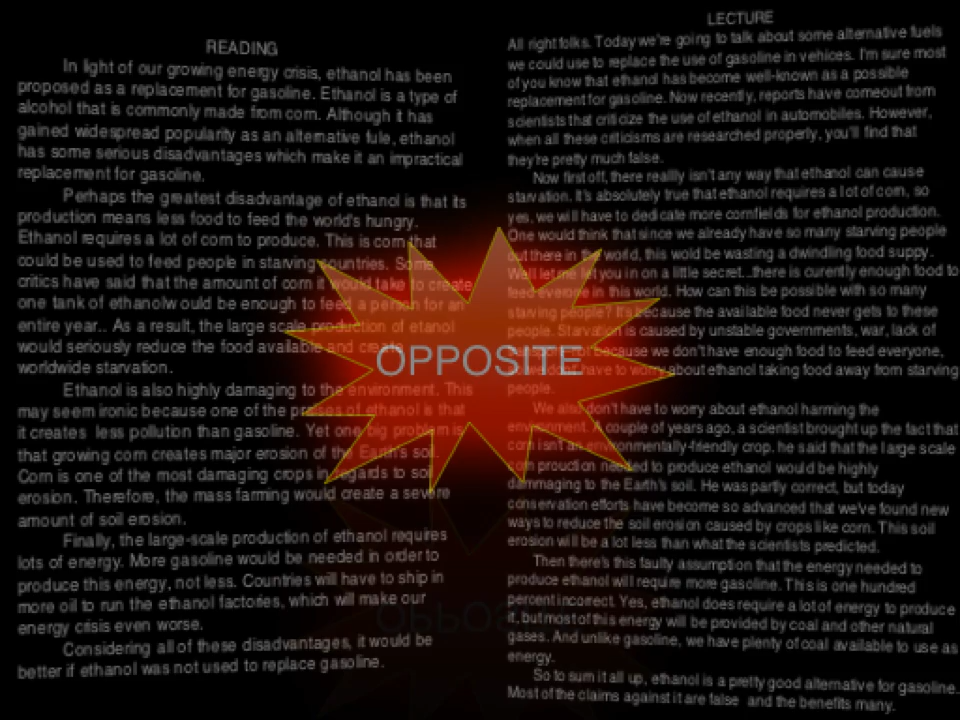 READING
In light of our growing energy crisis, ethanol has been
proposed as a replacement for gasoline. Ethanol is a type of
alcohol that is commonly made from corn. Although it has
gained widespread popularity as an alternative fule, ethanol
has some serious disadvantages which make it an impractical
replacement for gasoline.
Perhaps the greatest disadvantage of ethanol is that its
production means less food to feed the world's hungry.
Ethanol requires a lot of corn to produce. This is corn that
could be used to feed people in starving countries. Some
critics have said that the amount of corn it would take to create
one tank of ethanolw ould be enough to feed a person for an
entire year.. As a result, the large scale production of etanol
would seriously reduce the food available and create
worldwide starvation.
Ethanol is also highly damaging to the environment. This
may seem ironic because one of the praises of ethanol is that
it creates less pollution than gasoline. Yet one big problem is
that growing corn creates major erosion of the Earth's soil.
Corn is one of the most damaging crops in regards to soil
erosion. Therefore, the mass farming would create a severe
amount of soil erosion.
Finally, the large-scale production of ethanol requires
lots of energy. More gasoline would be needed in order to
produce this energy, not less. Countries will have to ship in
more oil to run the ethanol factories, which will make our
energy crisis even worse.
Considering all of these disadvantages, it would be
better if ethanol was not used to replace gasoline.
LECTURE
All right folks. Today we're going to talk about some alternative fuels
we could use to replace the use of gasoline in vehices. I'm sure most
of you know that ethanol has become well-known as a possible
replacement for gasoline. Now recently, reports have comeout from
scientists that criticize the use of ethanol in automobiles. However,
when all these criticisms are researched properly, you'll find that
they're pretty much false.
Now first off, there reallly isn't any way that ethanol can cause
starvation. It's absolutely true that ethanol requires a lot of corn, so
yes, we will have to dedicate more cornfields for ethanol production.
One would think that since we already have so many starving people
out there in the world, this wold be wasting a dwindling food suppy.
Well let me let you in on a little secret...there is curently enough food to
feed everyone in this world. How can this be possible with so many
starving people? It's because the available food never gets to these
people. Starvation is caused by unstable governments, war, lack of
not because we don't have enough food to feed everyone,
we don't have to worry about ethanol taking food away from starving
people.
We also don't have to worry about ethanol harming the
environment. A couple of years ago, a scientist brought up the fact that
corn isn't an environmentally-friendly crop. he said that the large scale
corn prouction needed to produce ethanol would be highly
dammaging to the Earth's soil. He was partly correct, but today
conservation efforts have become so advanced that we've found new
ways to reduce the soil erosion caused by crops like corn. This soil
erosion will be a lot less than what the scientists predicted.
Then there's this faulty assumption that the energy needed to
produce ethanol will require more gasoline. This is one hundred
percent incorrect. Yes, ethanol does require a lot of energy to produce
it, but most of this energy will be provided by coal and other natural
gases. And unlike gasoline, we have plenty of coal available to use as
energy.
So to sum it all up, ethanol is a pretty good alternative for gasoline.
Most of the claims against it are false and the benefits many.
OPPOSITE